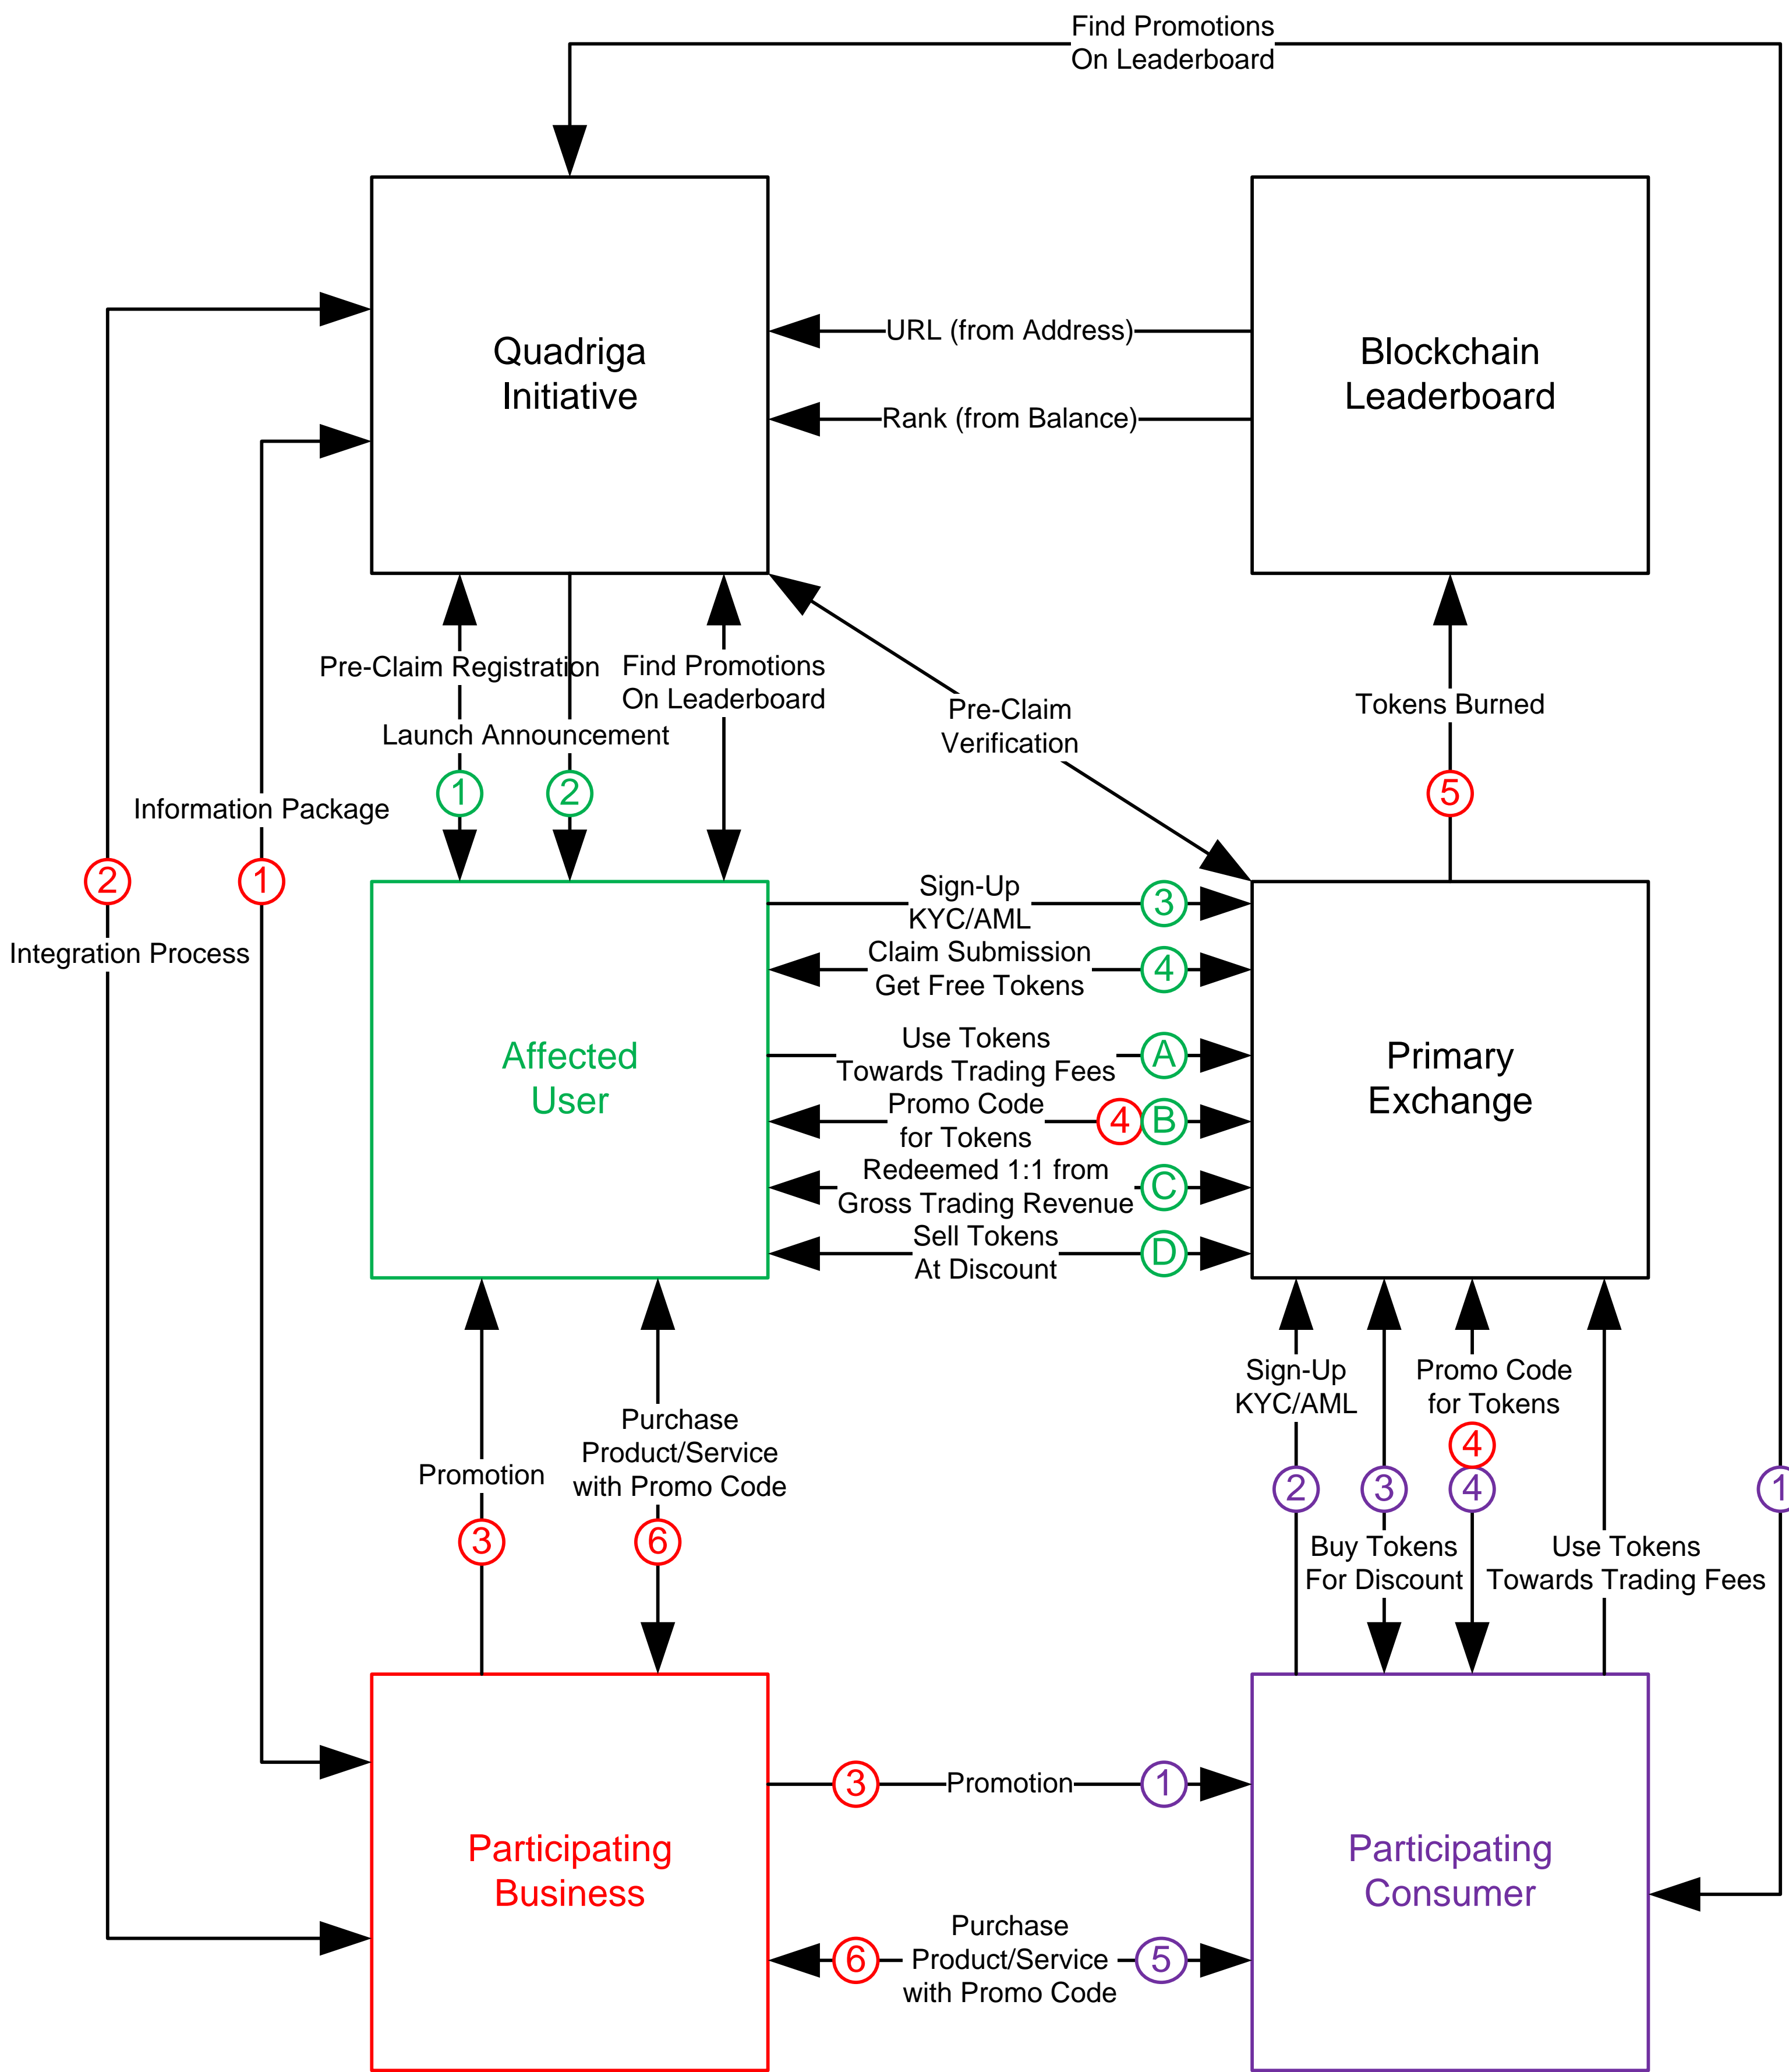 Find Promotions
On Leaderboard
Quadriga
Initiative
URL (from Address)
Rank (from Balance)
Blockchain
Leaderboard
Pre-Claim Registration
Launch Announcement
1
2
Find Promotions
On Leaderboard
Pre-Claim
Verification
Tokens Burned
5
Information Package
1
2
Integration Process
Affected
User
Sign-Up
KYC/AML
3
Claim Submission
Get Free Tokens
4
Use Tokens
Towards Trading Fees
A
Promo Code
for Tokens
4
B
Redeemed 1:1 from
Gross Trading Revenue
C
Sell Tokens
At Discount
D
Primary
Exchange
Promotion
3
Purchase
Product/Service
with Promo Code
6
Sign-Up
KYC/AML
2
3
Buy Tokens
For Discount
Promo Code
for Tokens
4
4
Use Tokens
Towards Trading Fees
1
Participating
Business
3
Promotion
1
6
Purchase
Product/Service
with Promo Code
5
Participating
Consumer